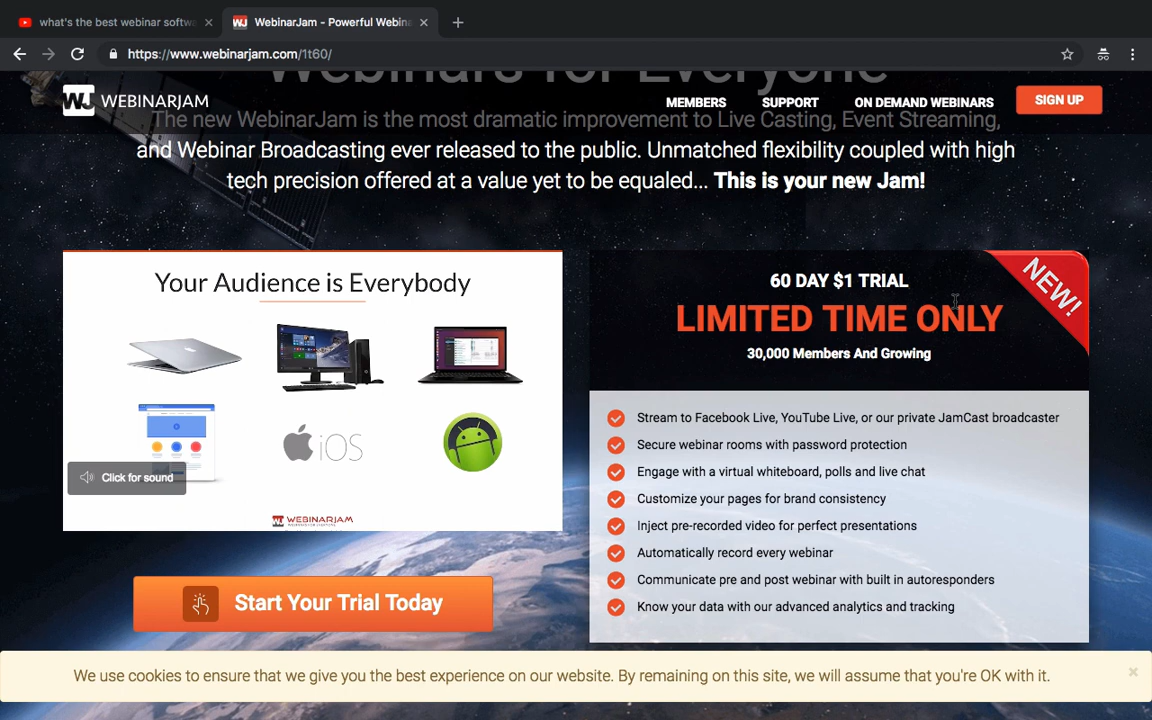 what's the best webinar softwa
WebinarJam - Powerful Webina
https://www.webinarjam.com/1t60/
Webinars for Everyone
WJ WEBINARJAM
MEMBERS
SUPPORT
ON DEMAND WEBINARS
SIGN UP
The new WebinarJam is the most dramatic improvement to Live Casting, Event Streaming,
and Webinar Broadcasting ever released to the public. Unmatched flexibility coupled with high
tech precision offered at a value yet to be equaled... This is your new Jam!
Your Audience is Everybody
iOS
Click for sound
WEBINARJAM
Start Your Trial Today
60 DAY $1 TRIAL
NEW!
LIMITED TIME ONLY
30,000 Members And Growing
Stream to Facebook Live, YouTube Live, or our private JamCast broadcaster
Secure webinar rooms with password protection
Engage with a virtual whiteboard, polls and live chat
Customize your pages for brand consistency
Inject pre-recorded video for perfect presentations
Automatically record every webinar
Communicate pre and post webinar with built in autoresponders
Know your data with our advanced analytics and tracking
We use cookies to ensure that we give you the best experience on our website. By remaining on this site, we will assume that you're OK with it.